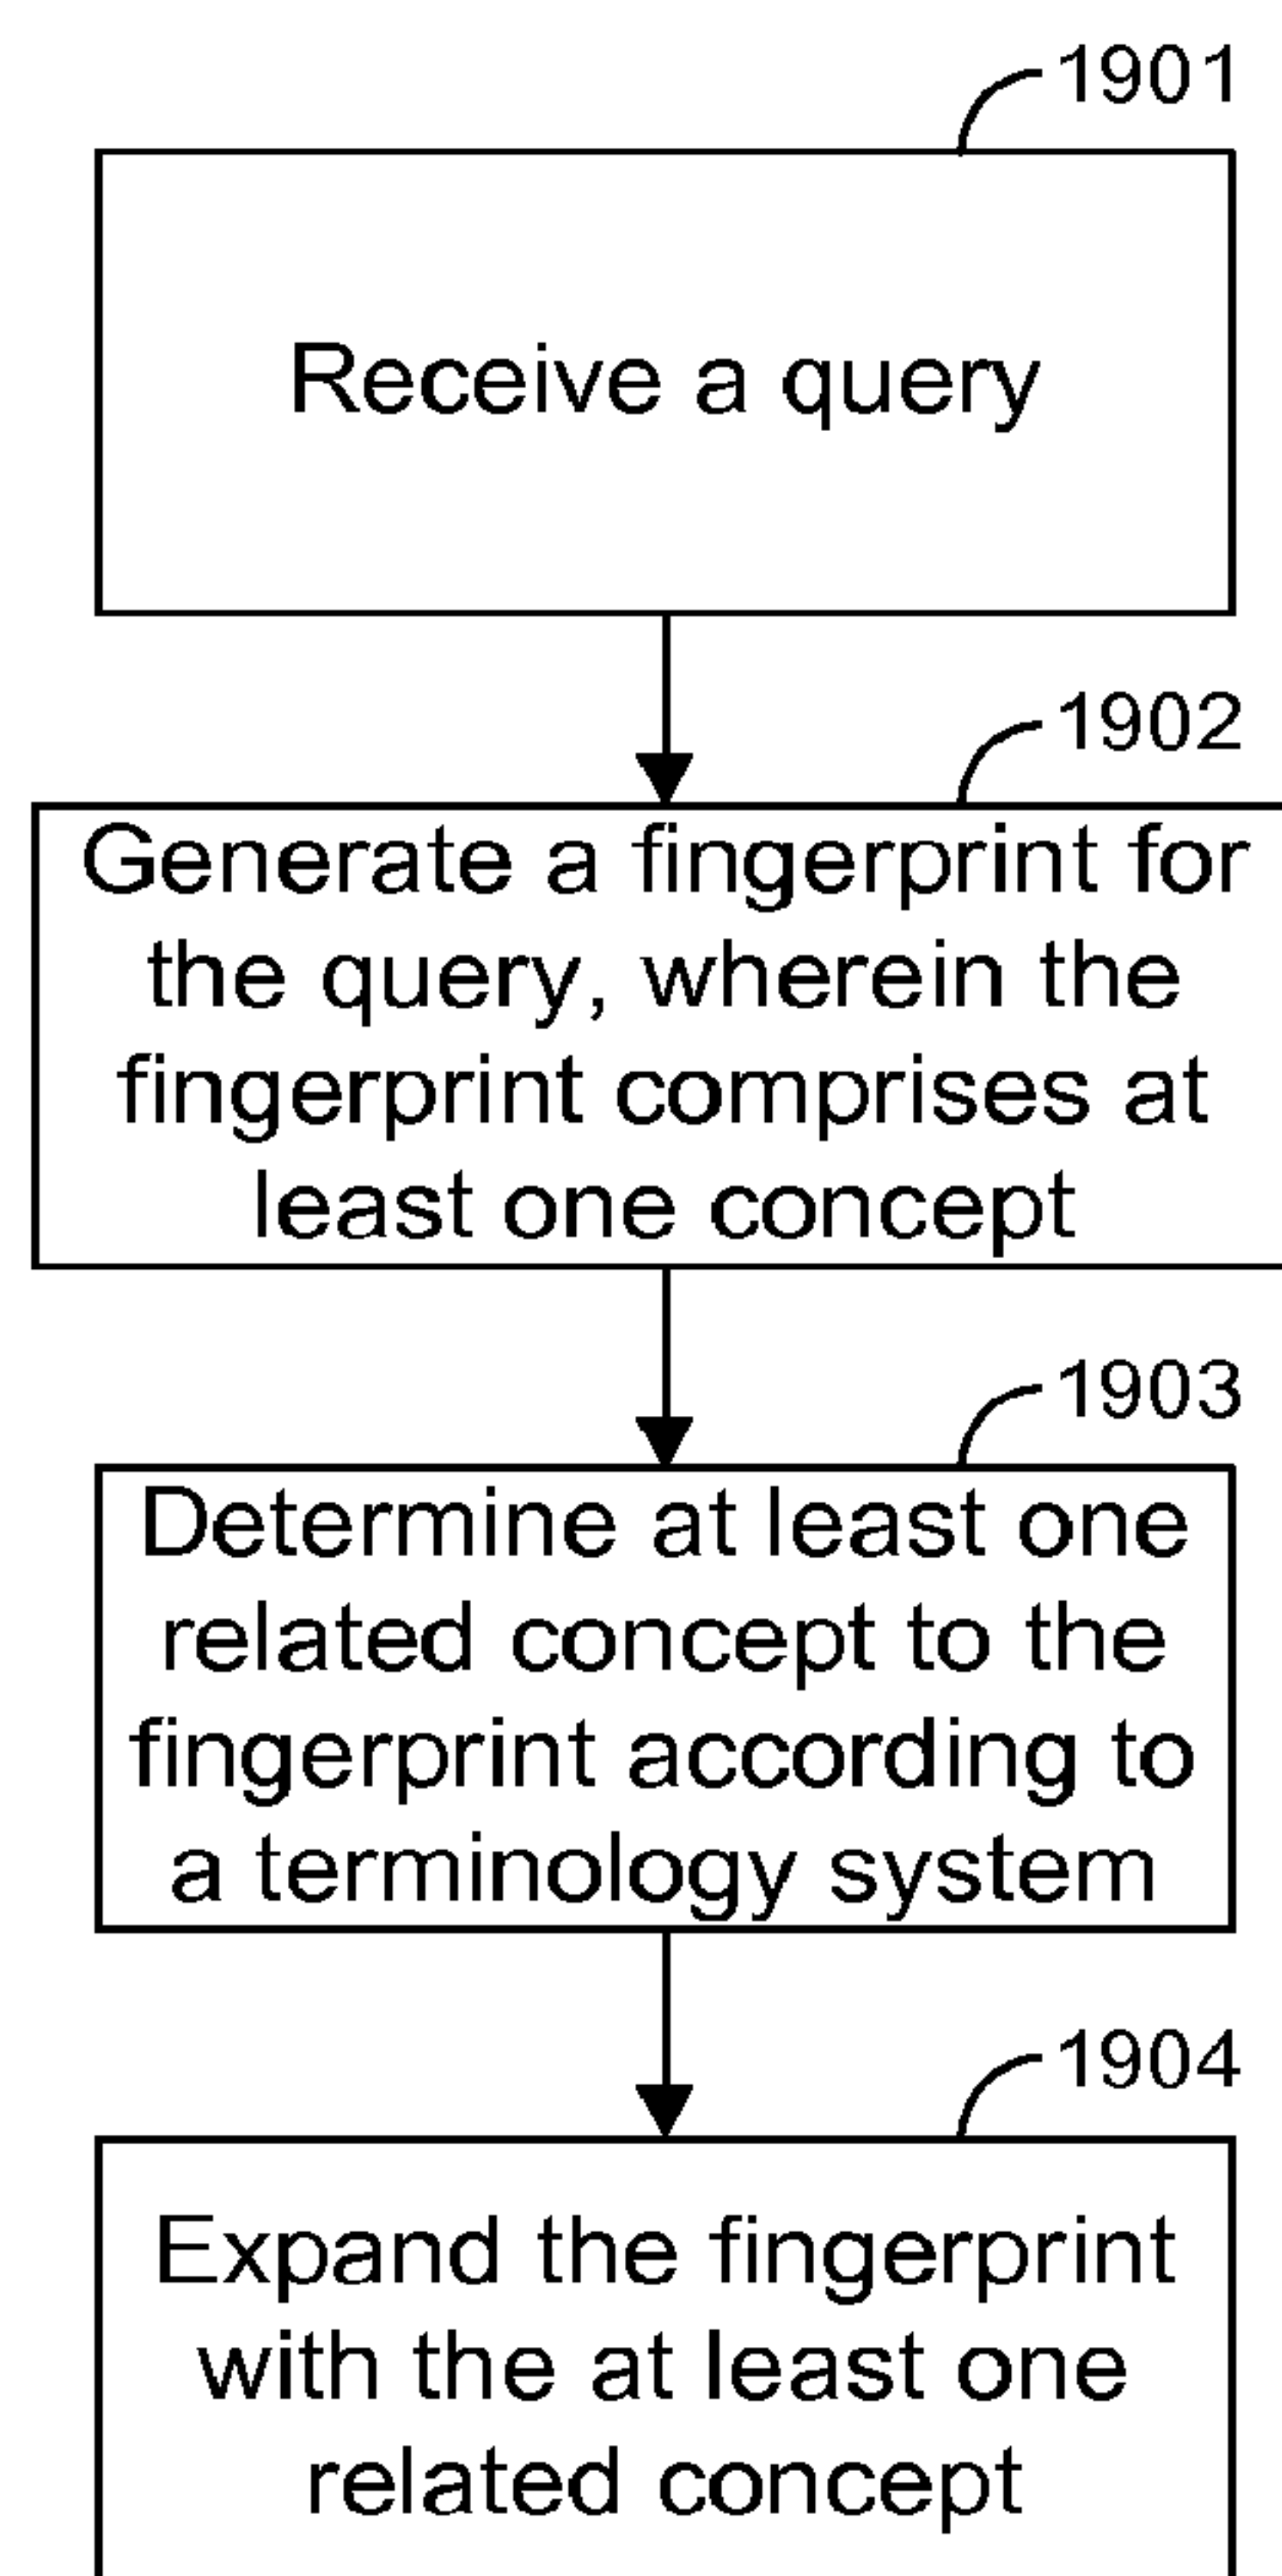 1901
Receive a query
1902
Generate a fingerprint for
the query, wherein the
fingerprint comprises at
least one concept
1903
Determine at least one
related concept to the
fingerprint according to
a terminology system
1904
Expand the fingerprint
with the at least one
related concept